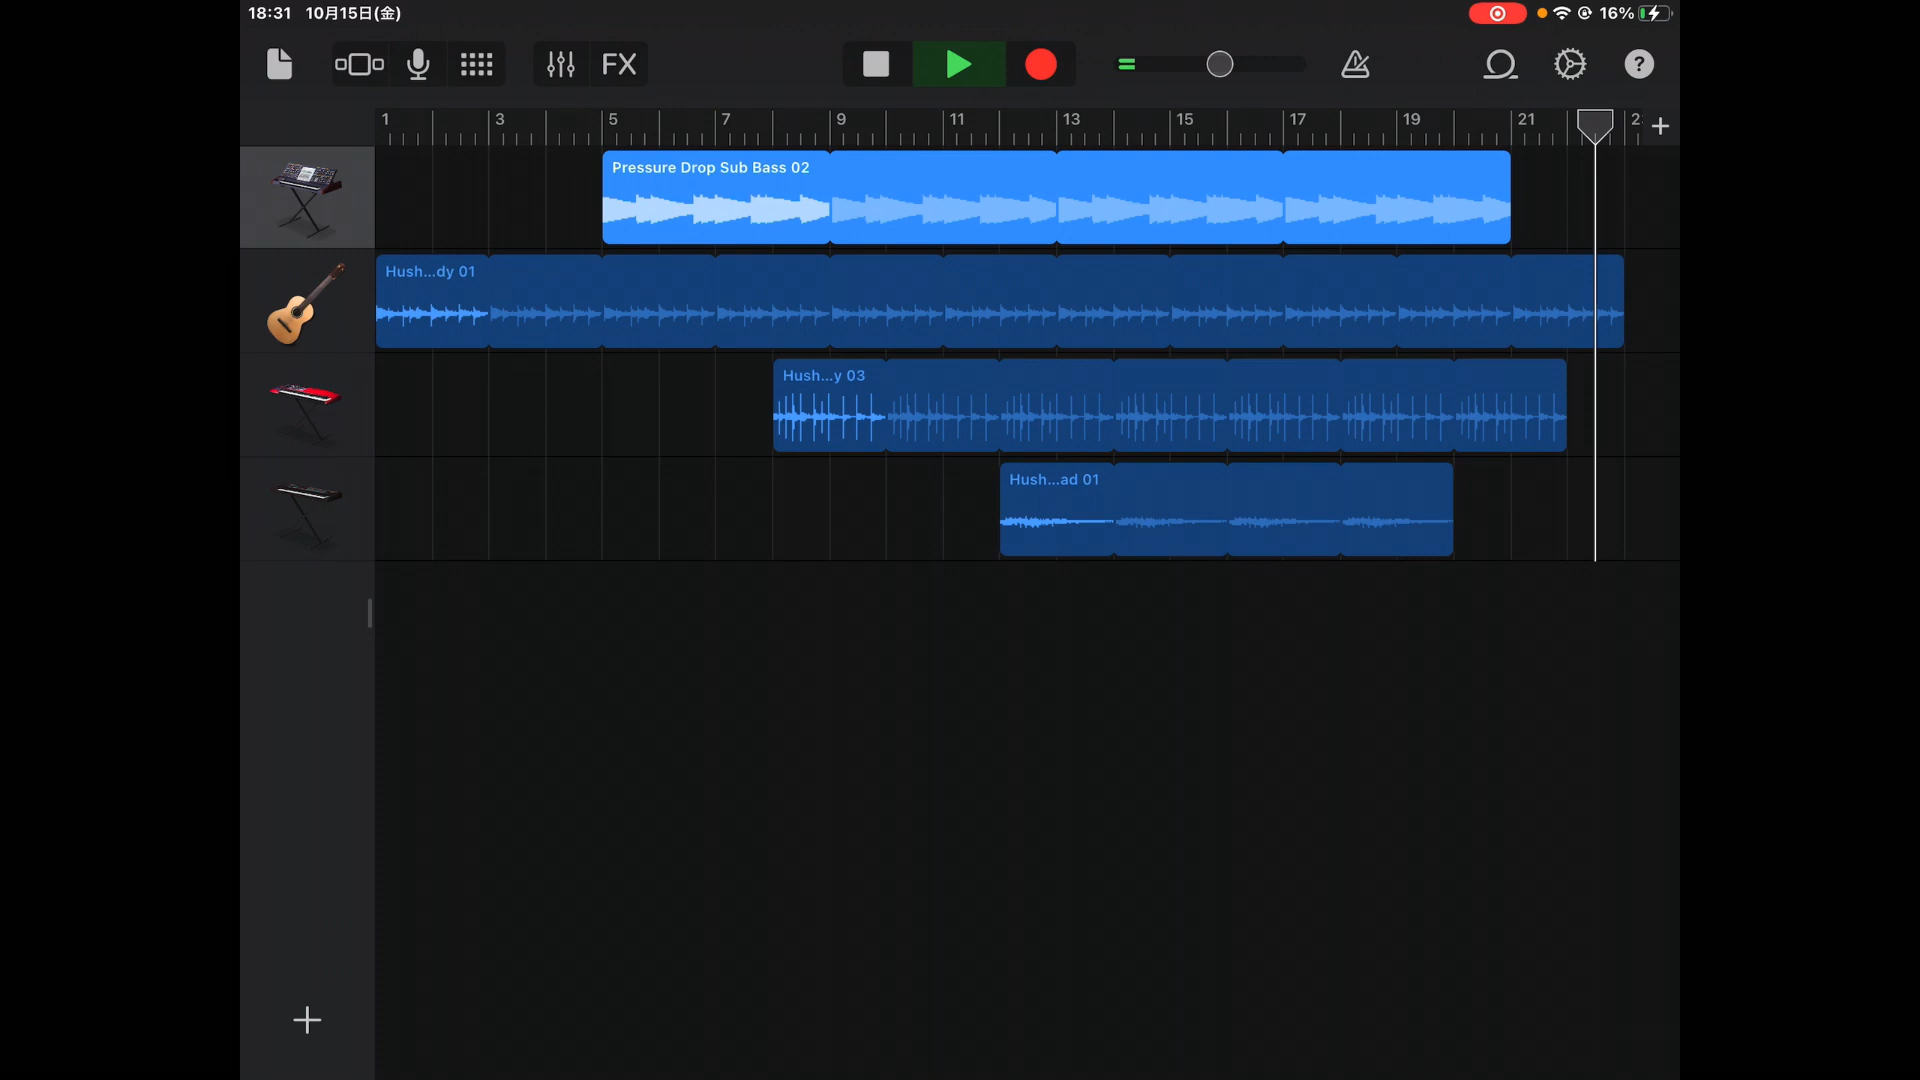 18:31 10月15日(金)
16%
FX
?
1 3 5 7 9 11 13 15 17 19 21
Pressure Drop Sub Bass 02
Hush...dy 01
Hush...y 03
Hush...ad 01